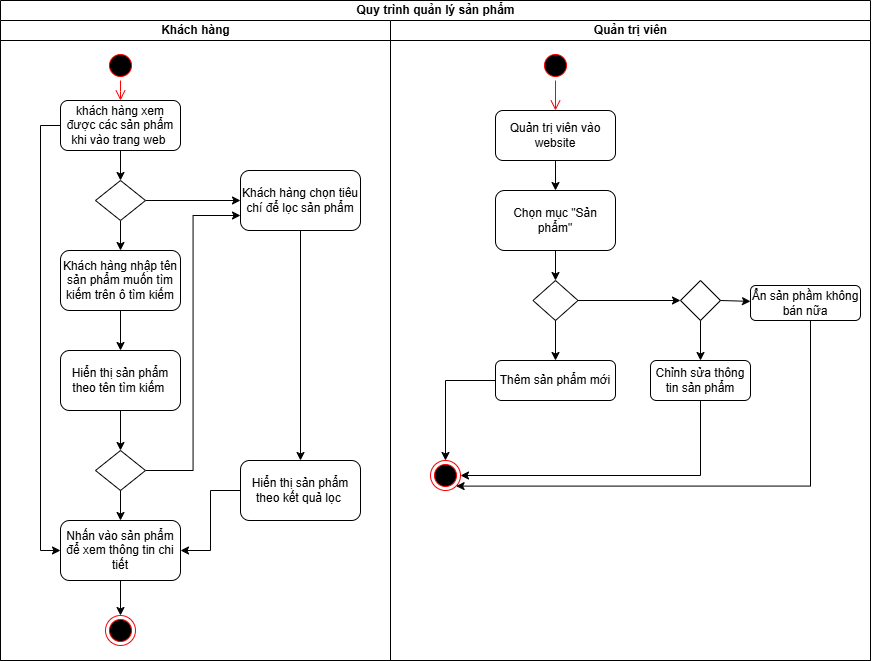 Quy trình quản lý sản phẩm
Khách hàng
Quản trị viên
khách hàng xem
được các sản phẩm
khi vào trang web
Khách hàng chọn tiêu
chí để lọc sản phẩm
Khách hàng nhập tên
sản phẩm muốn tìm
kiếm trên ô tìm kiếm
Hiển thị sản phẩm
theo tên tìm kiếm
Hiển thị sản phẩm
theo kết quả lọc
Nhấn vào sản phẩm
để xem thông tin chi
tiết
Quản trị viên vào
website
Chọn mục "Sản
phẩm"
Ẩn sản phầm không
bán nữa
Thêm sản phẩm mới
Chỉnh sửa thông
tin sản phẩm